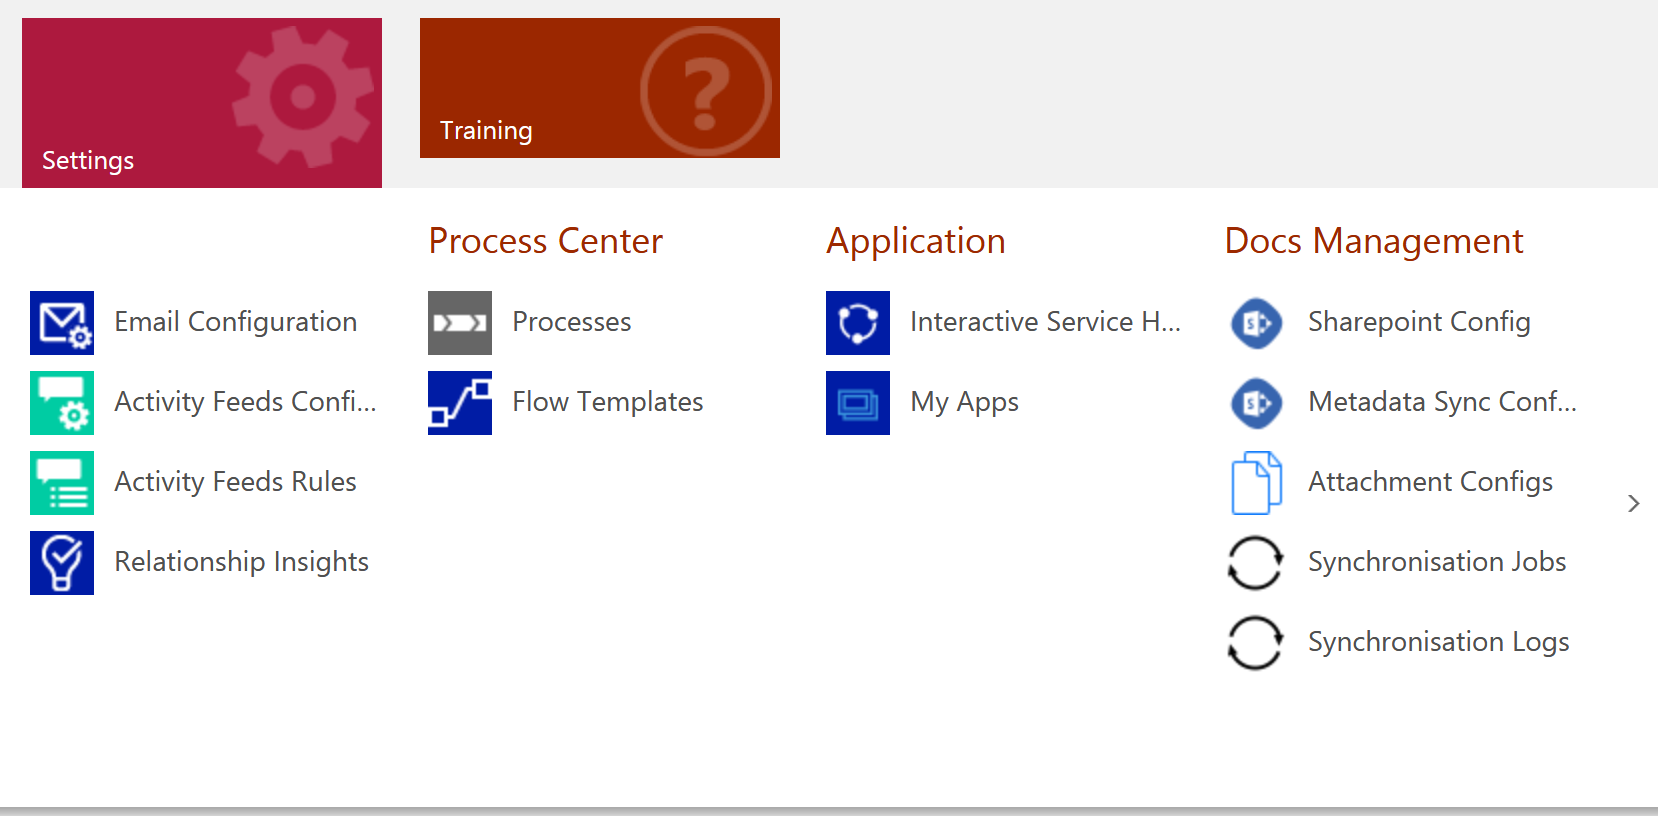 Settings
Training
Email Configuration
Activity Feeds Confi...
Activity Feeds Rules
Relationship Insights
Process Center
Processes
Flow Templates
Application
Interactive Service H...
My Apps
Docs Management
Sharepoint Config
Metadata Sync Conf...
Attachment Configs
Synchronisation Jobs
Synchronisation Logs